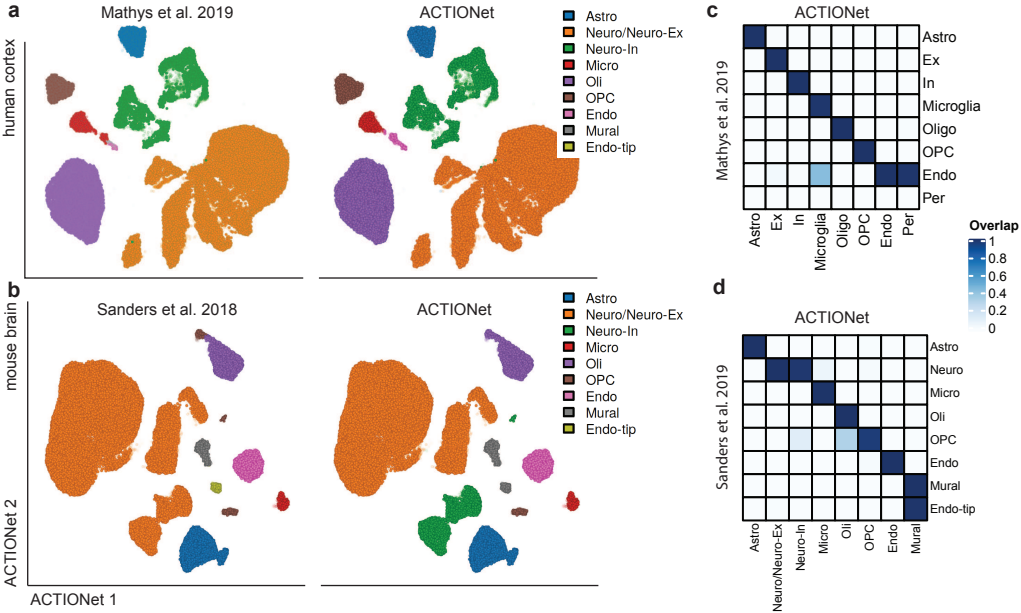 a
Mathys et al. 2019
ACTIONet
human cortex
Astro
Neuro/Neuro-Ex
Neuro-In
Micro
Oli
OPC
Endo
Mural
Endo-tip
c
ACTIONet
Mathys et al. 2019
Astro
Ex
In
Microglia
Oligo
OPC
Endo
Per
Astro
Ex
In
Microglia
Oligo
OPC
Endo
Per
Overlap
1
0.8
0.6
0.4
0.2
0
b
Sanders et al. 2018
ACTIONet
mouse brain
Astro
Neuro/Neuro-Ex
Neuro-In
Micro
Oli
OPC
Endo
Mural
Endo-tip
ACTIONet 2
ACTIONet 1
d
ACTIONet
Sanders et al. 2019
Astro
Neuro
Micro
Oli
OPC
Endo
Mural
Endo-tip
Astro
Neuro/Neuro-Ex
Neuro-In
Micro
Oli
OPC
Endo
Mural